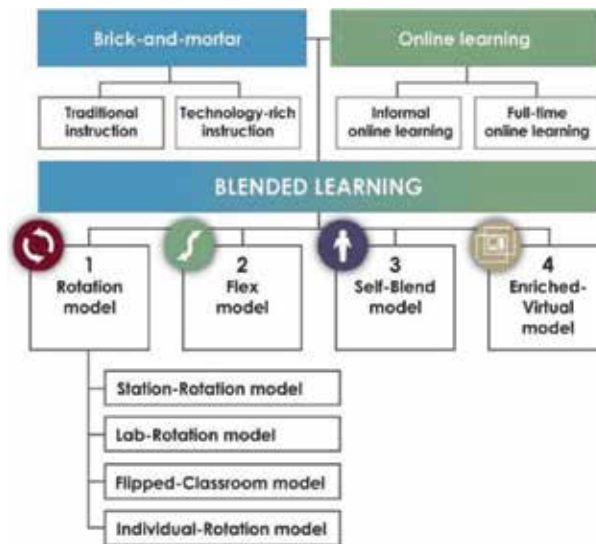 Brick-and-mortar
Online learning
Traditional
instruction
Technology-rich
instruction
Informal
online learning
Full-time
online learning
BLENDED LEARNING
1
Rotation
model
2
Flex
model
3
Self-Blend
model
4
Enriched-
Virtual
model
Station-Rotation model
Lab-Rotation model
Flipped-Classroom model
Individual-Rotation model